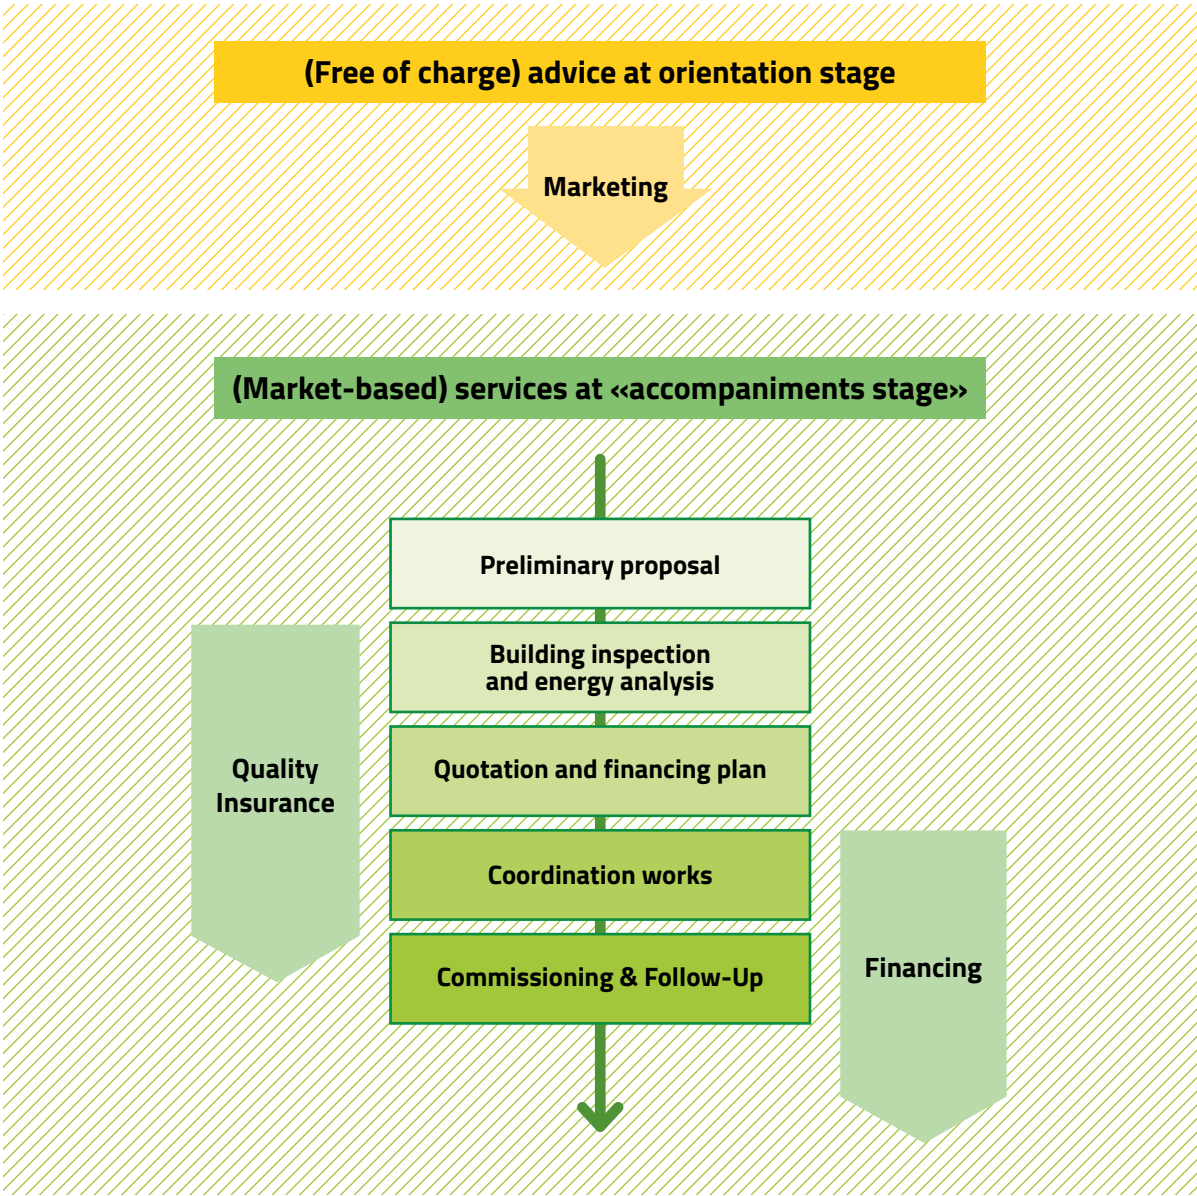 (Free of charge) advice at orientation stage
Marketing
(Market-based) services at «accompaniments stage»
Preliminary proposal
Building inspection
and energy analysis
Quality
Insurance
Quotation and financing plan
Coordination works
Commissioning & Follow-Up
Financing